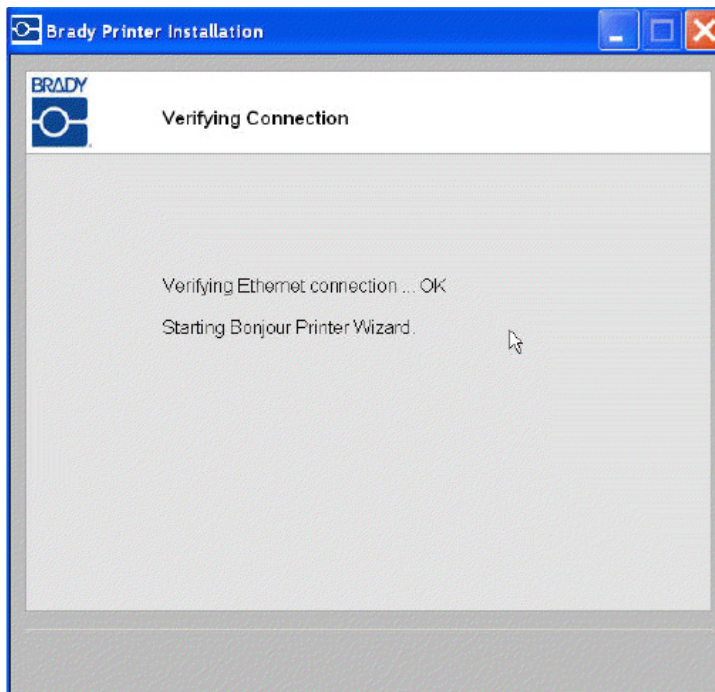 Brady Printer Installation
BRADY
Verifying Connection
Verifying Ethernet connection ... OK
Starting Bonjour Printer Wizard.